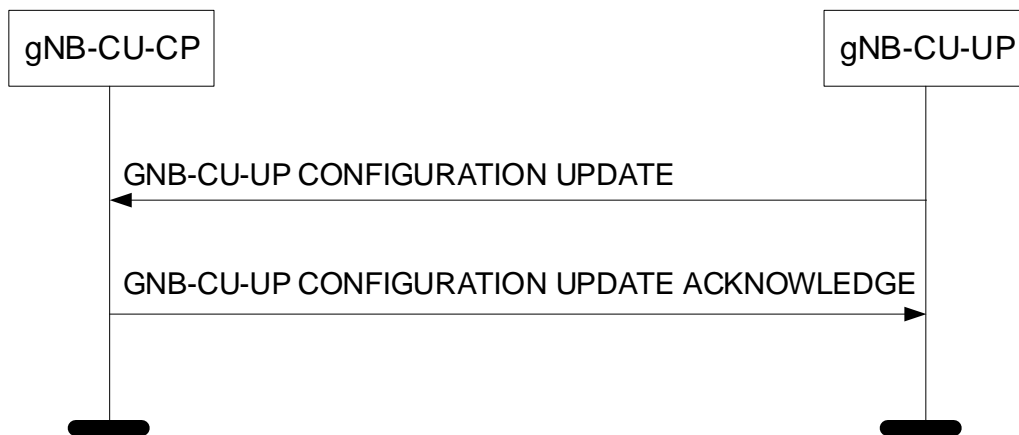 gNB-CU-CP
gNB-CU-UP
GNB-CU-UP CONFIGURATION UPDATE
GNB-CU-UP CONFIGURATION UPDATE ACKNOWLEDGE